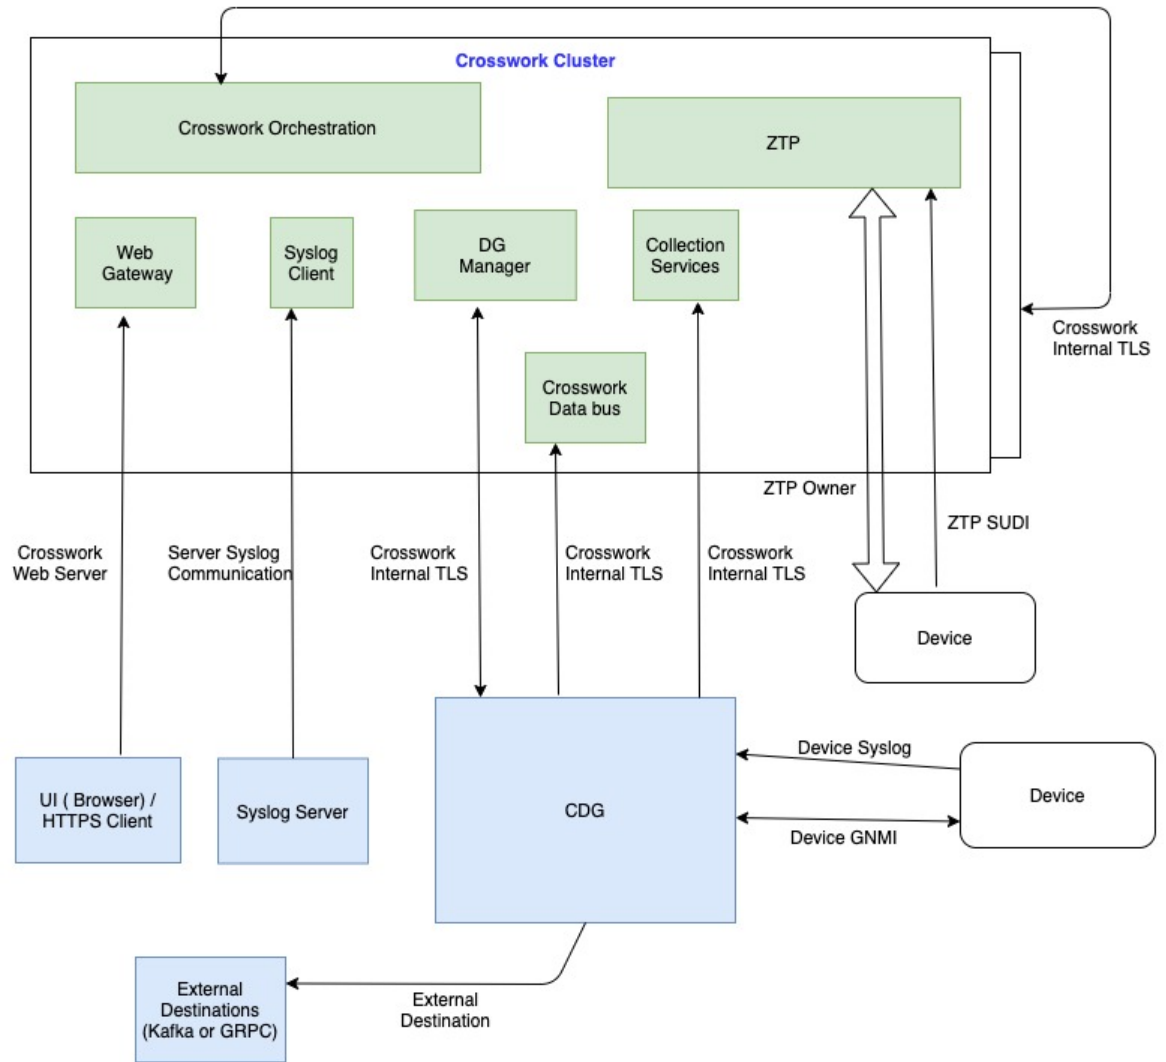 Crosswork Cluster
Crosswork Orchestration
ZTP
Web
Gateway
Syslog
Client
DG
Manager
Collection
Services
Crosswork
Internal TLS
Crosswork
Data bus
ZTP Owner
ZTP SUDI
Crosswork
Web Server
Server Syslog
Communication
Crosswork
Internal TLS
Crosswork
Internal TLS
Crosswork
Internal TLS
Device
UI ( Browser) /
HTTPS Client
Syslog Server
CDG
Device Syslog
Device
Device GNMI
External
Destinations
(Kafka or GRPC)
External
Destination